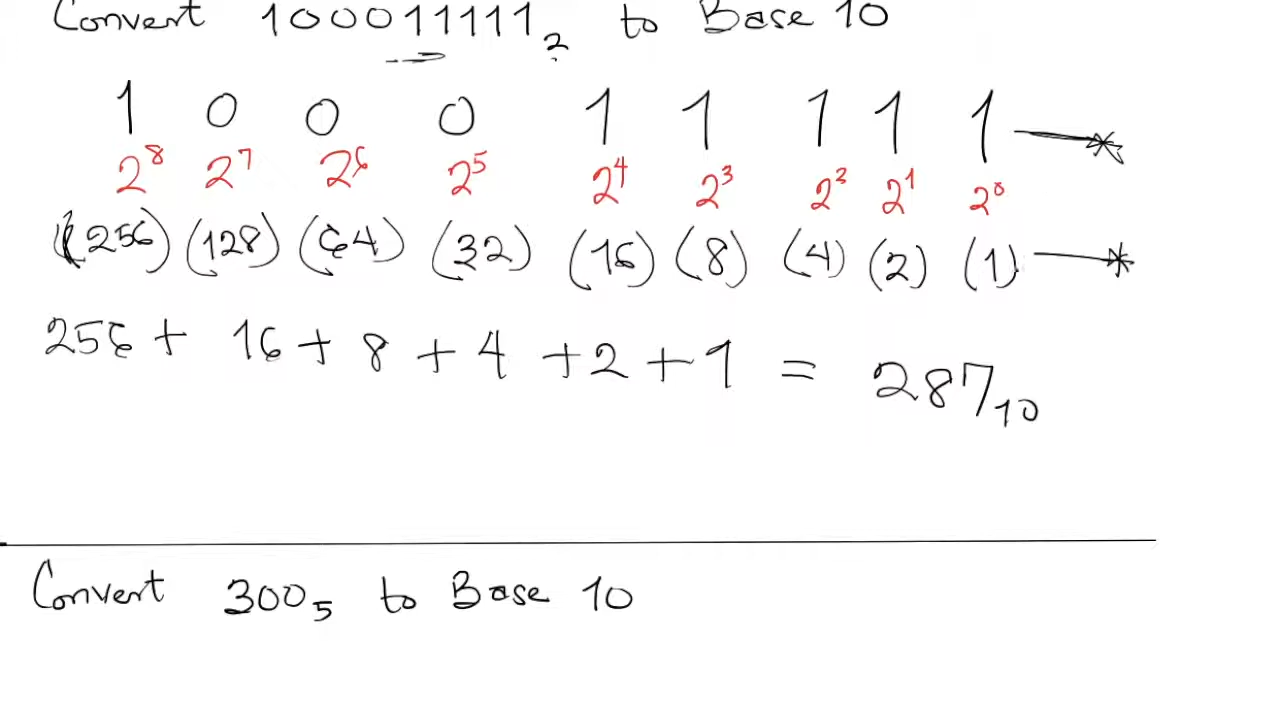 Convert 100011111₂ to Base 10
1 0 0 0 1 1 1 1 1
2⁸ 2⁷ 2⁶ 2⁵ 2⁴ 2³ 2² 2¹ 2⁰
(256) (128) (64) (32) (16) (8) (4) (2) (1)
256 + 16 + 8 + 4 + 2 + 1 = 287₁₀
Convert 300₅ to Base 10